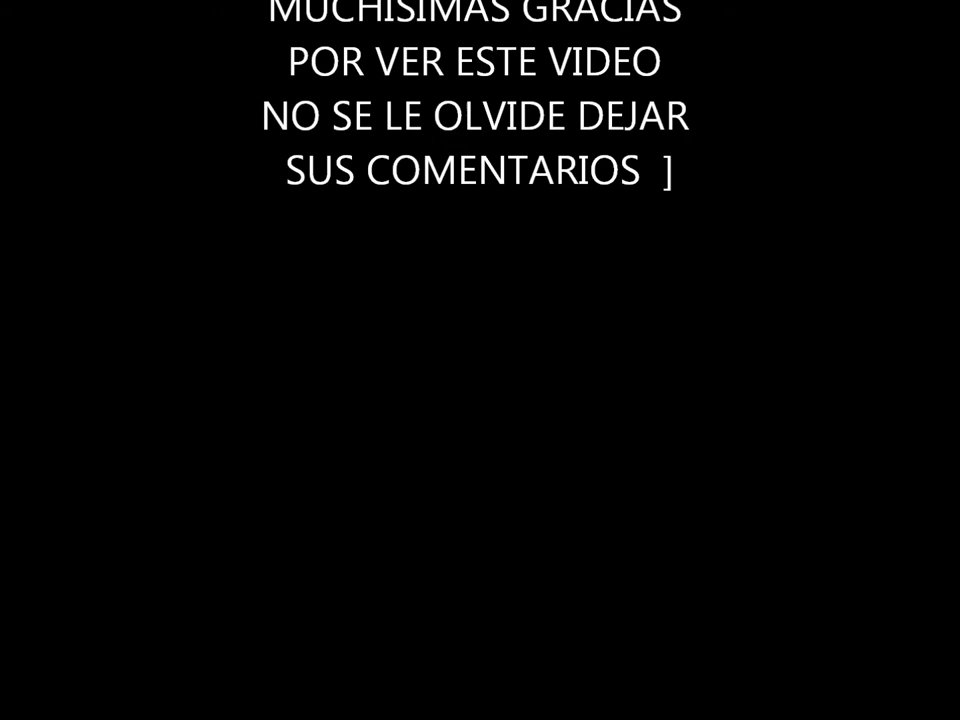 MUCHISIMAS GRACIAS
POR VER ESTE VIDEO
NO SE LE OLVIDE DEJAR
SUS COMENTARIOS ]